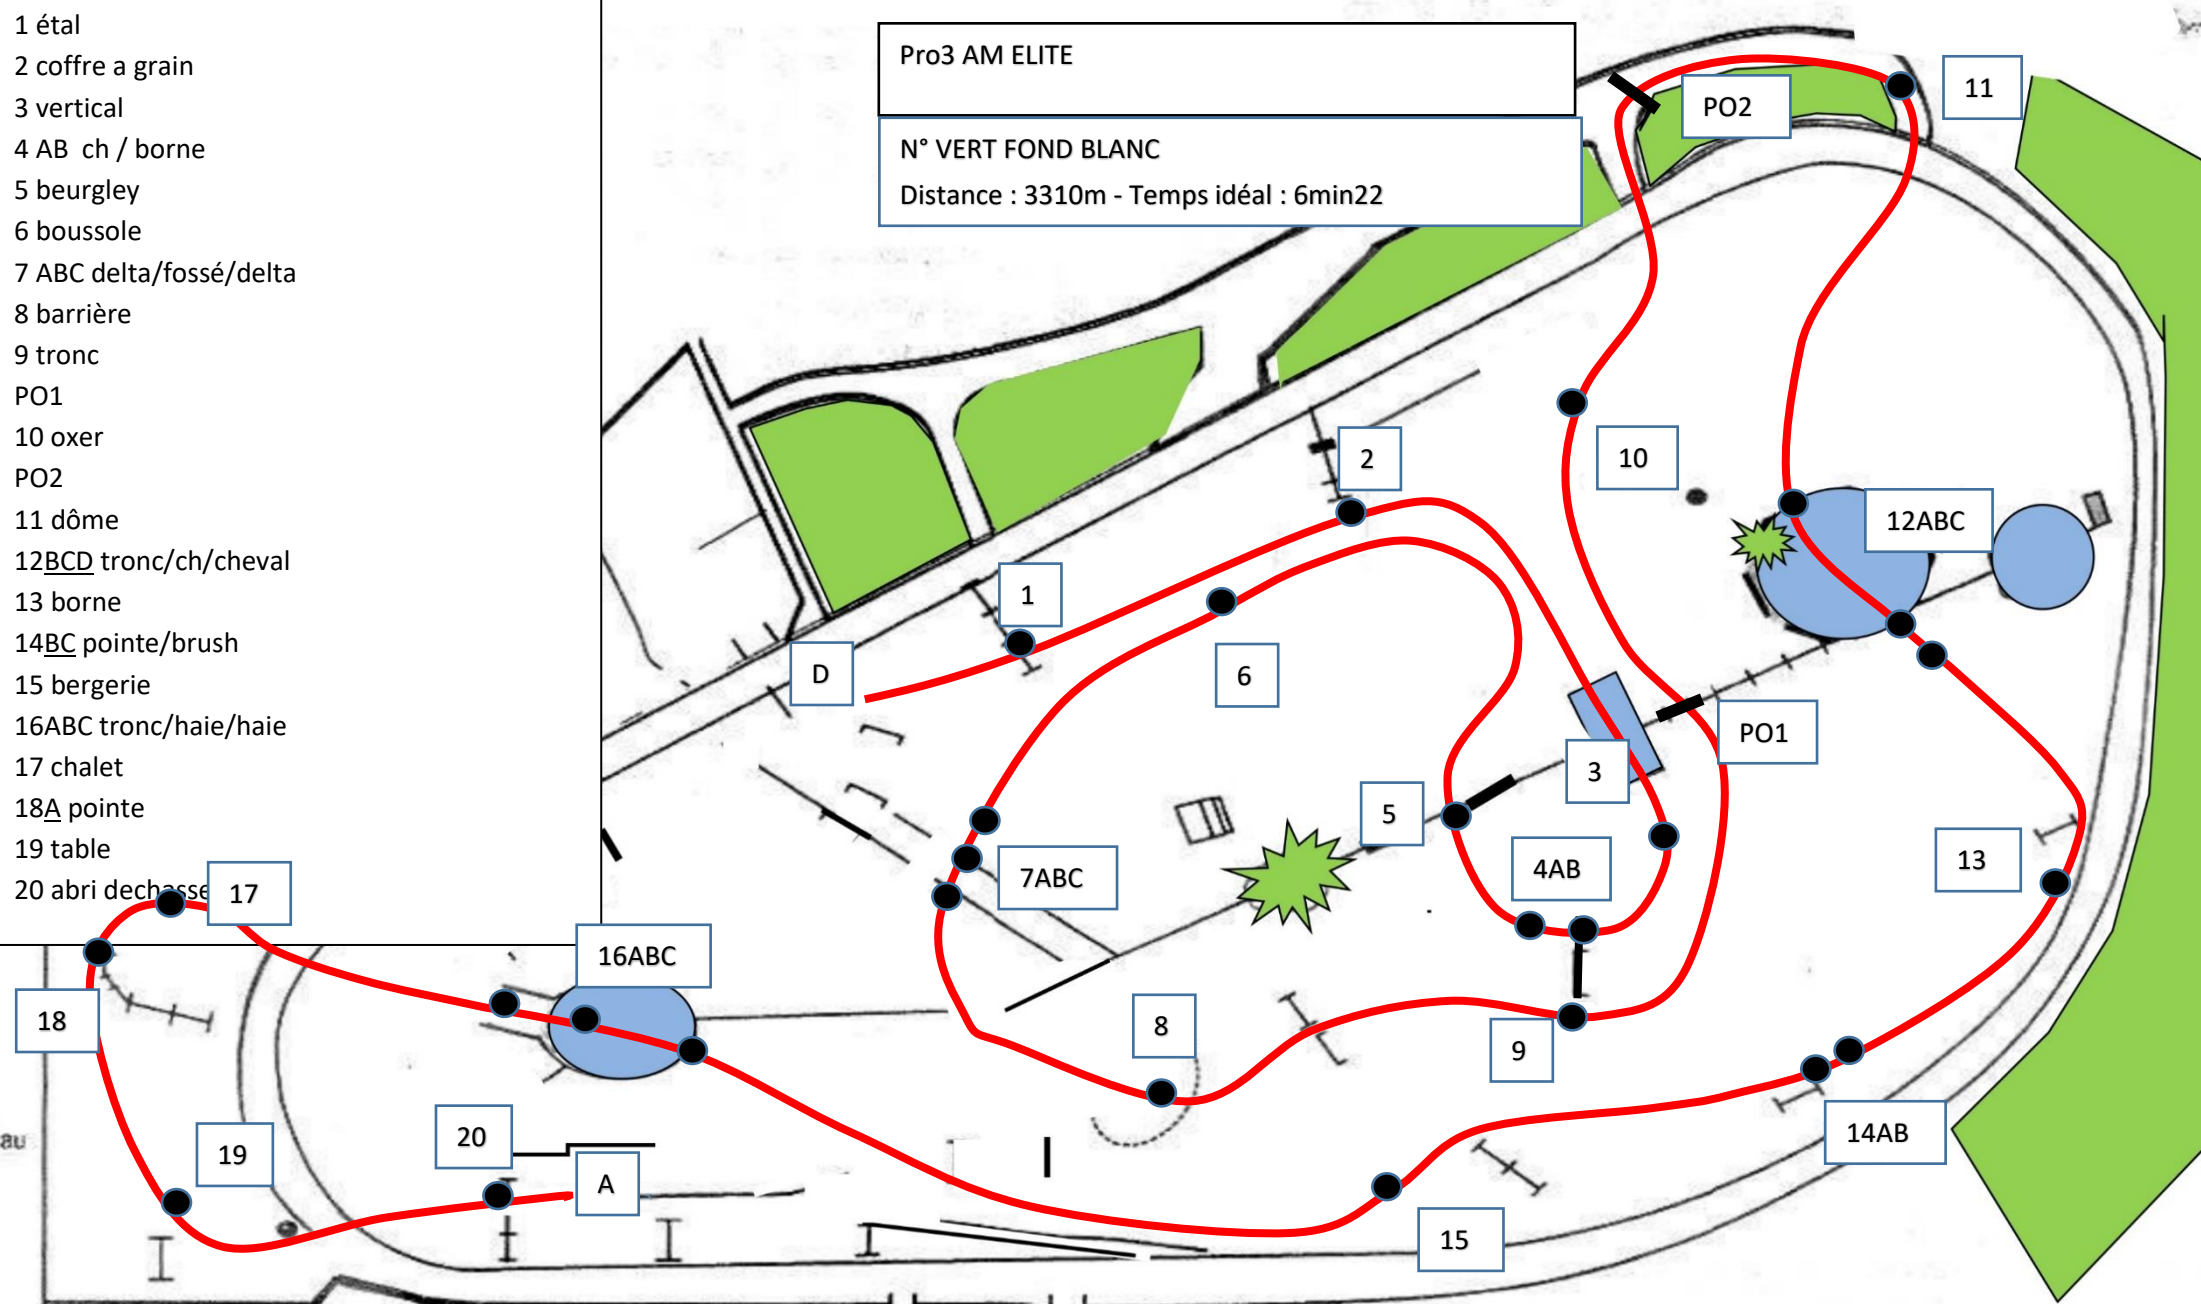 1 étal
2 coffre a grain
3 vertical
4 AB  ch / borne
5 beurgley
6 boussole
7 ABC delta/fossé/delta
8 barrière
9 tronc
PO1
10 oxer
PO2
11 dôme
12BCD tronc/ch/cheval
13 borne
14BC pointe/brush
15 bergerie
16ABC tronc/haie/haie
17 chalet
18A pointe
19 table
20 abri dechasse
Pro3 AM ELITE
N° VERT FOND BLANC
Distance : 3310m - Temps idéal : 6min22
PO2
11
2
10
12ABC
1
D
6
PO1
3
5
4AB
13
7ABC
17
16ABC
18
8
9
14AB
20
19
A
15
au